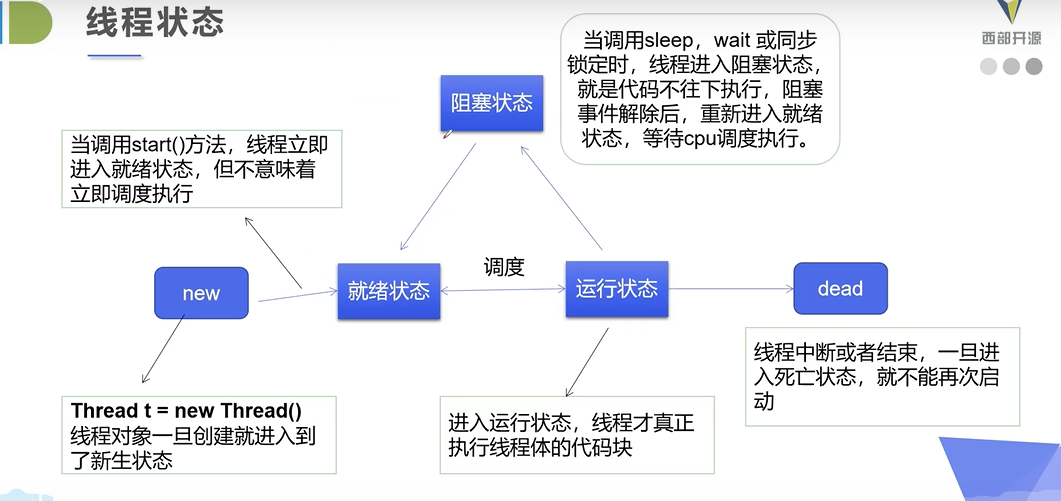 线程状态
西部开源
当调用sleep，wait 或同步
锁定时，线程进入阻塞状态，
就是代码不往下执行，阻塞
事件解除后，重新进入就绪
状态，等待cpu调度执行。
阻塞状态
当调用start()方法，线程立即
进入就绪状态，但不意味着
立即调度执行
new
就绪状态
调度
运行状态
dead
Thread t = new Thread()
线程对象一旦创建就进入到
了新生状态
进入运行状态，线程才真正
执行线程体的代码块
线程中断或者结束，一旦进
入死亡状态，就不能再次启
动